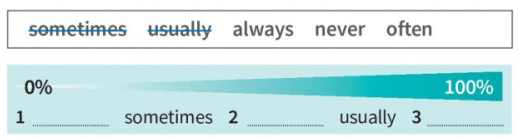 sometimes usually always never often
0% 100%
1 sometimes 2 usually 3